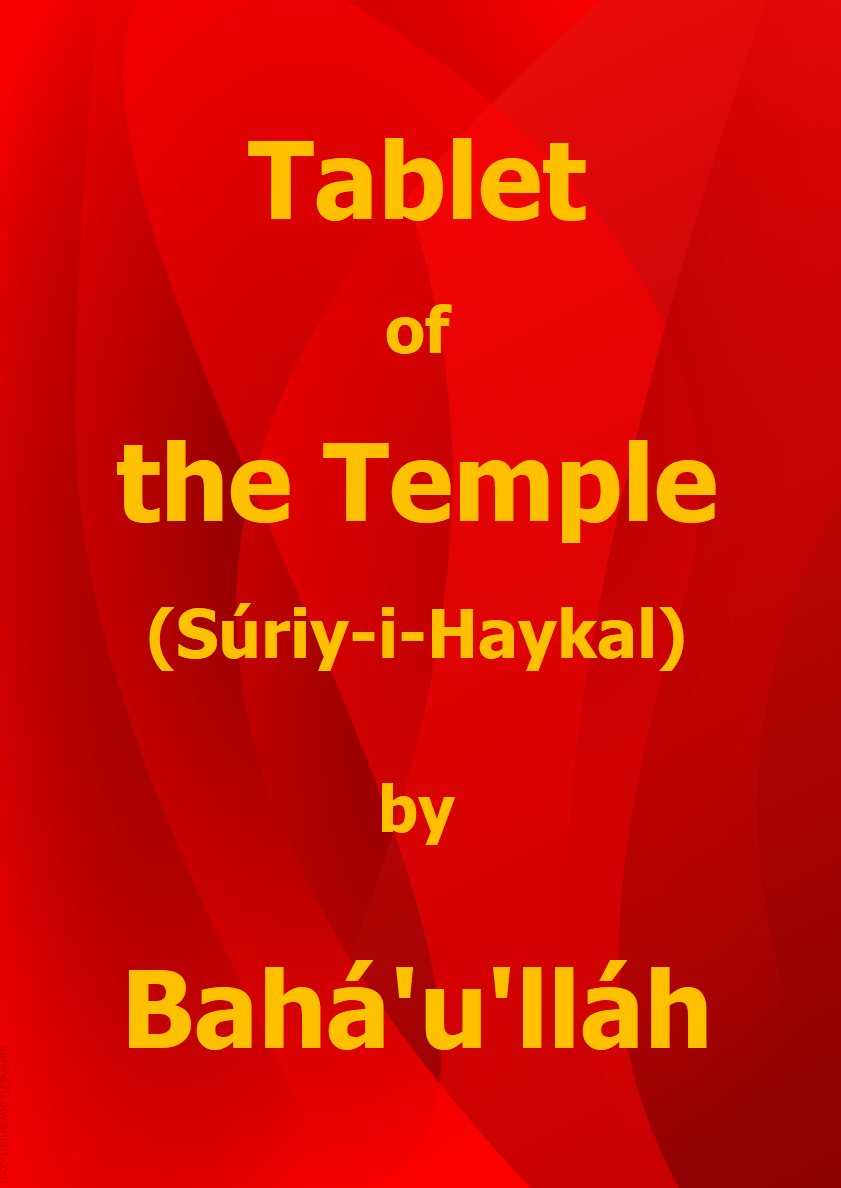 Tablet
of
the Temple
(Súriy-i-Haykal)
by
Bahá'u'lláh